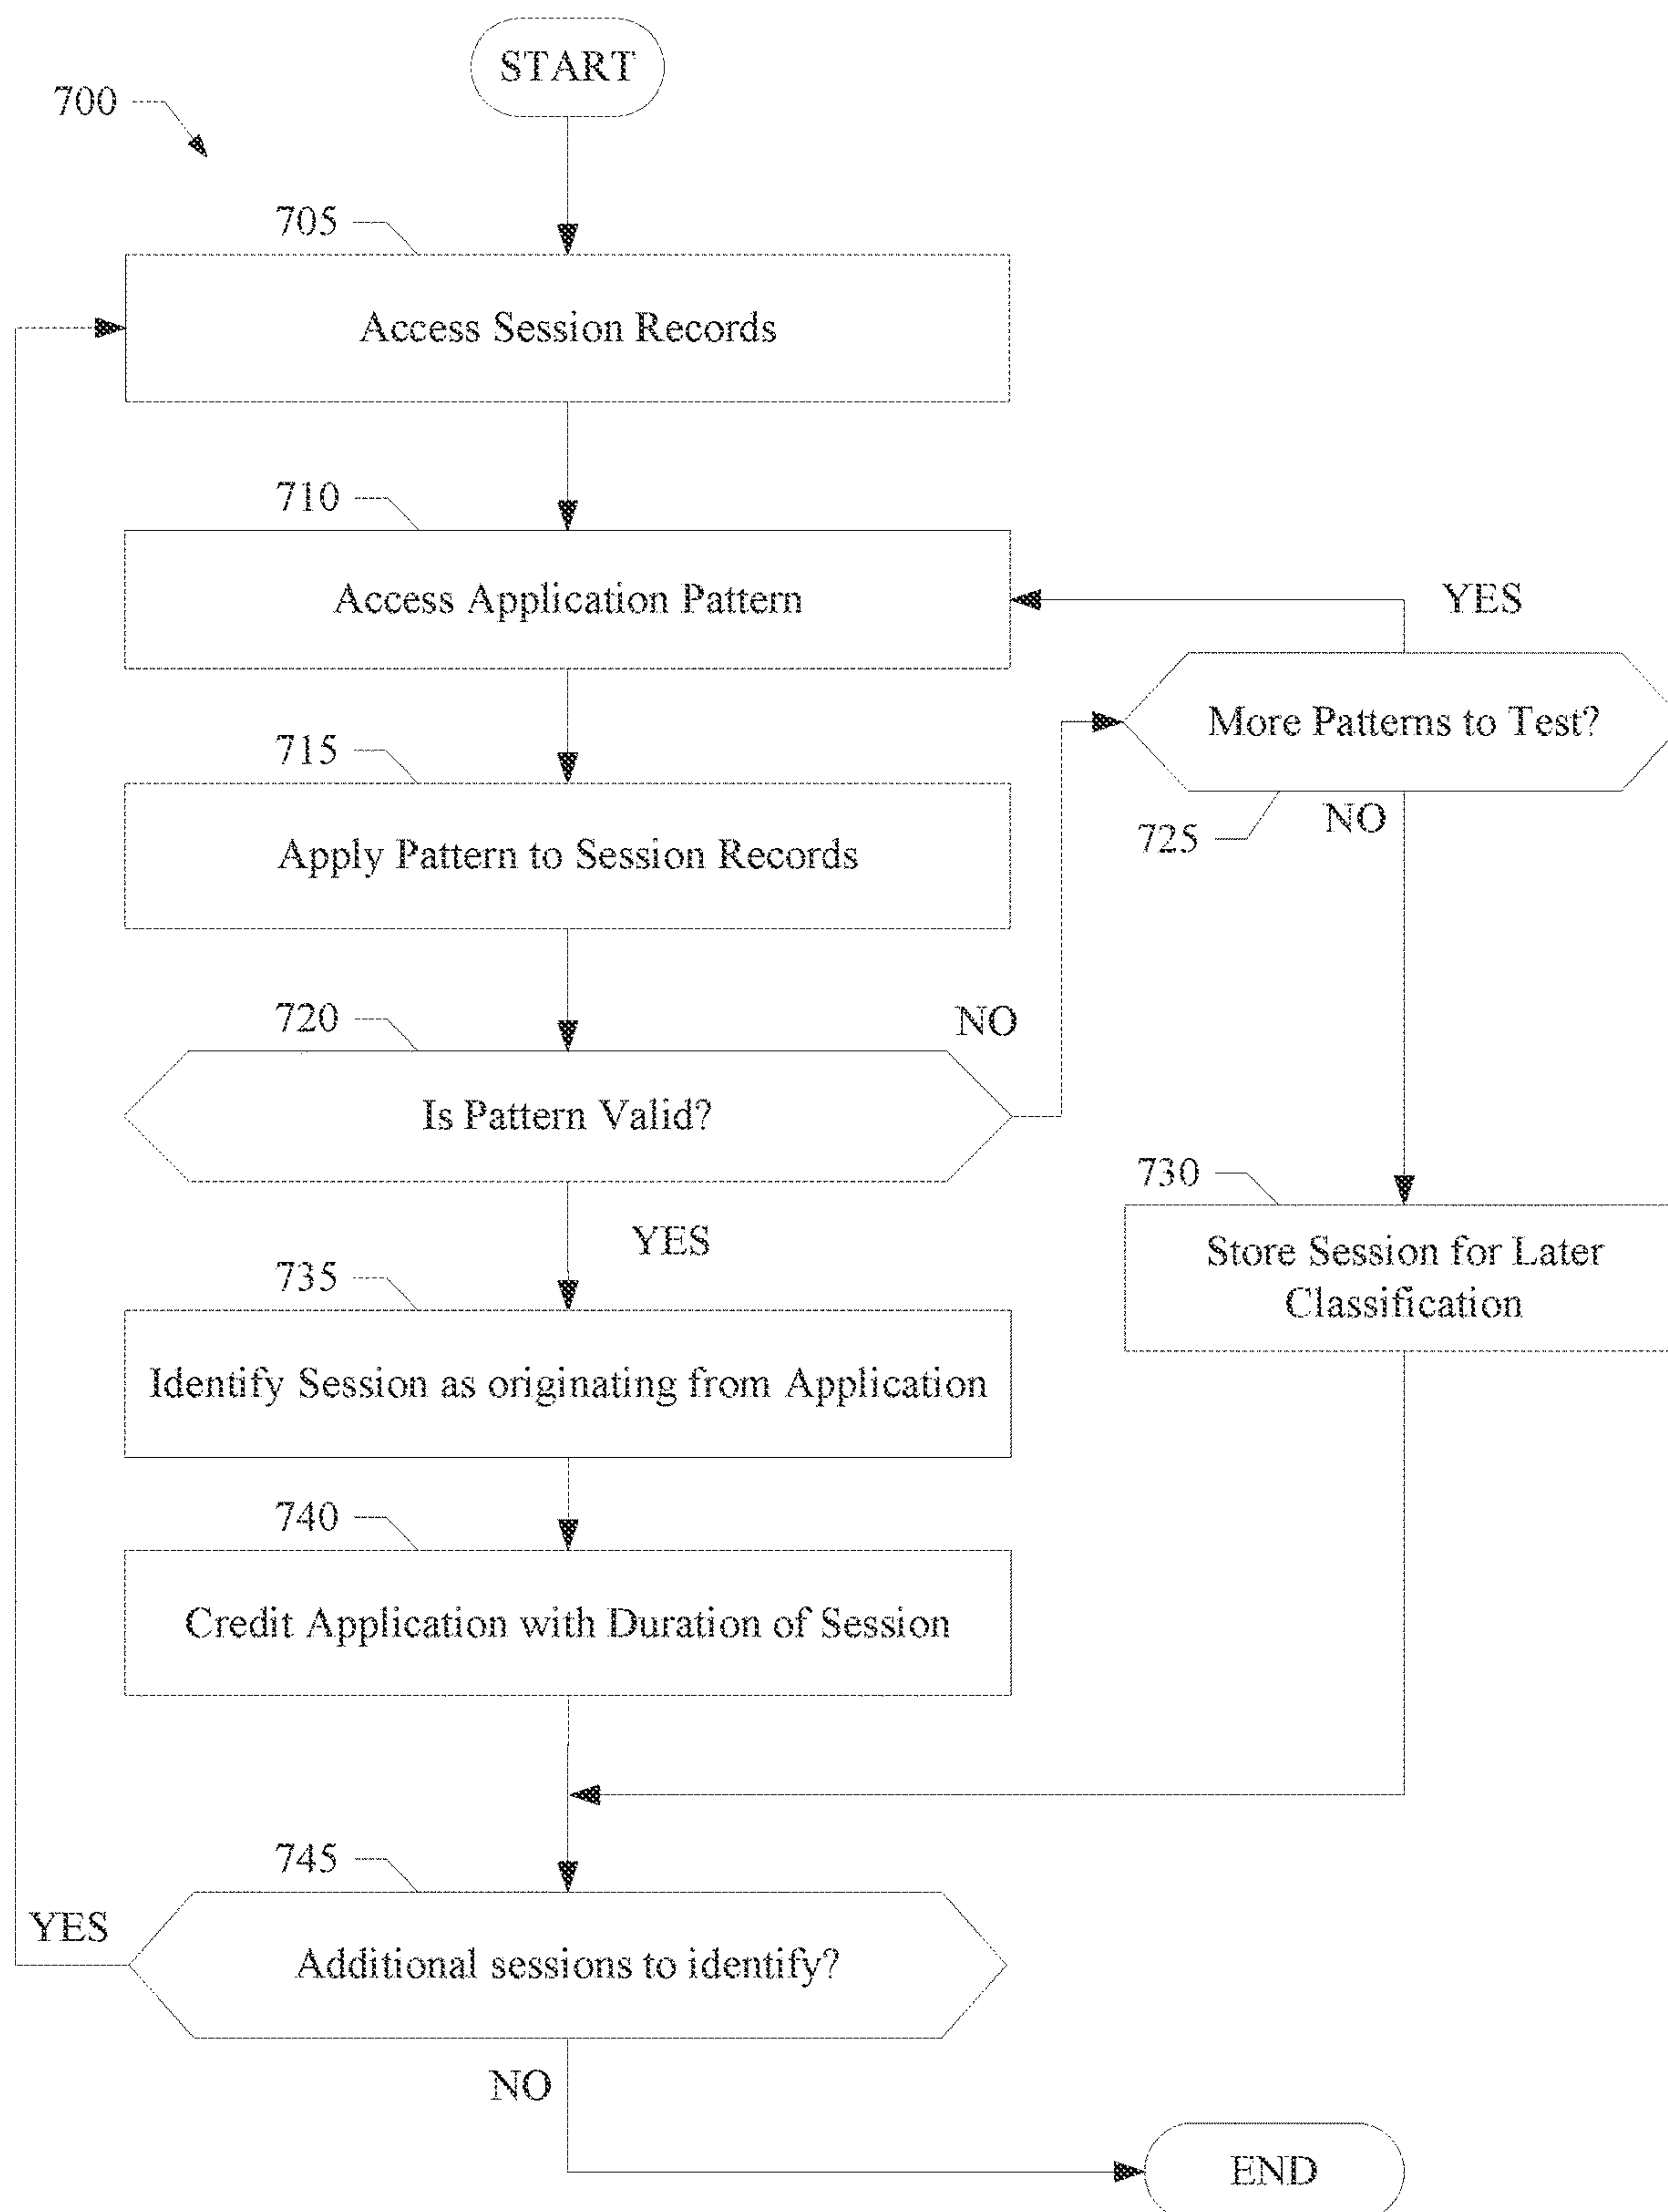 START
700
705
Access Session Records
710
Access Application Pattern
YES
More Patterns to Test?
715
725
NO
Apply Pattern to Session Records
720
NO
Is Pattern Valid?
YES
730
Store Session for Later
Classification
735
Identify Session as originating from Application
740
Credit Application with Duration of Session
745
YES
Additional sessions to identify?
NO
END